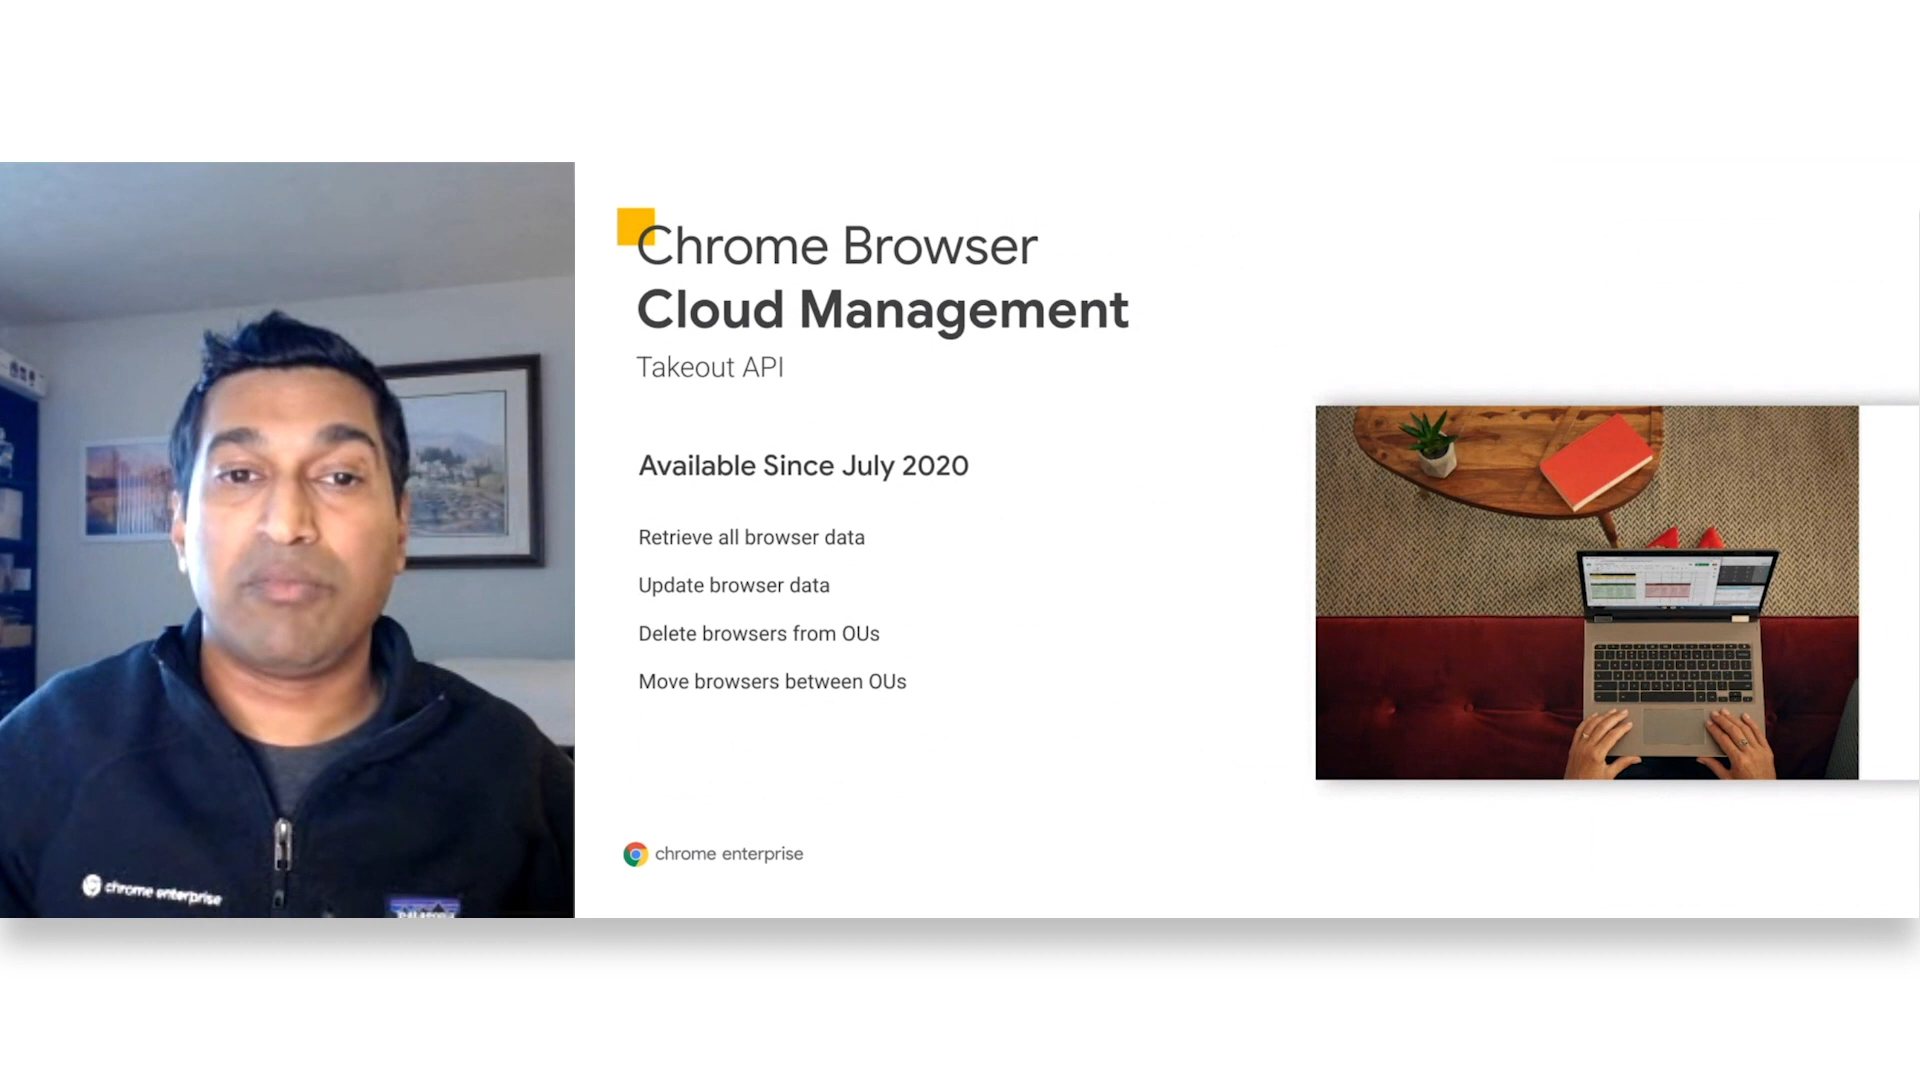 Chrome Browser
Cloud Management
Takeout API
Available Since July 2020
Retrieve all browser data
Update browser data
Delete browsers from OUs
Move browsers between OUs
chrome enterprise
chrome enterprise